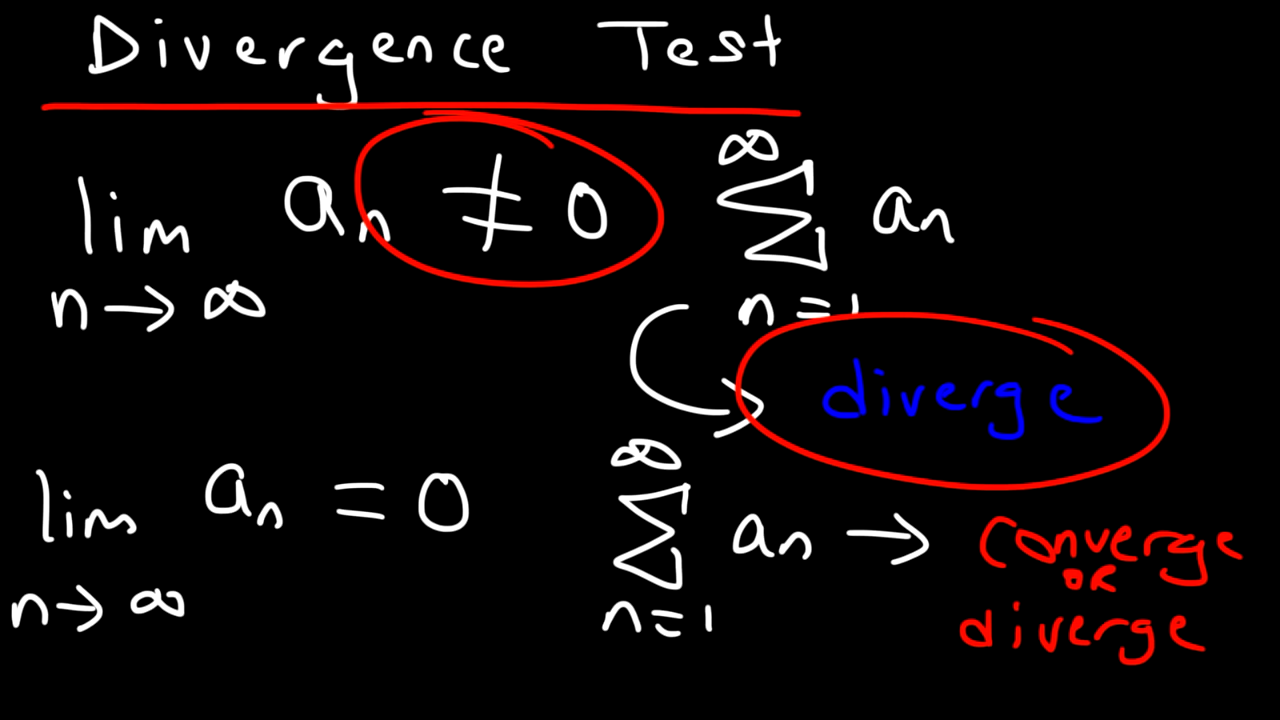 Divergence Test
lim n→∞ an ≠ 0
∞ Σ n=1 an
diverge
lim n→∞ an = 0
∞ Σ n=1 an → converge
or
diverge